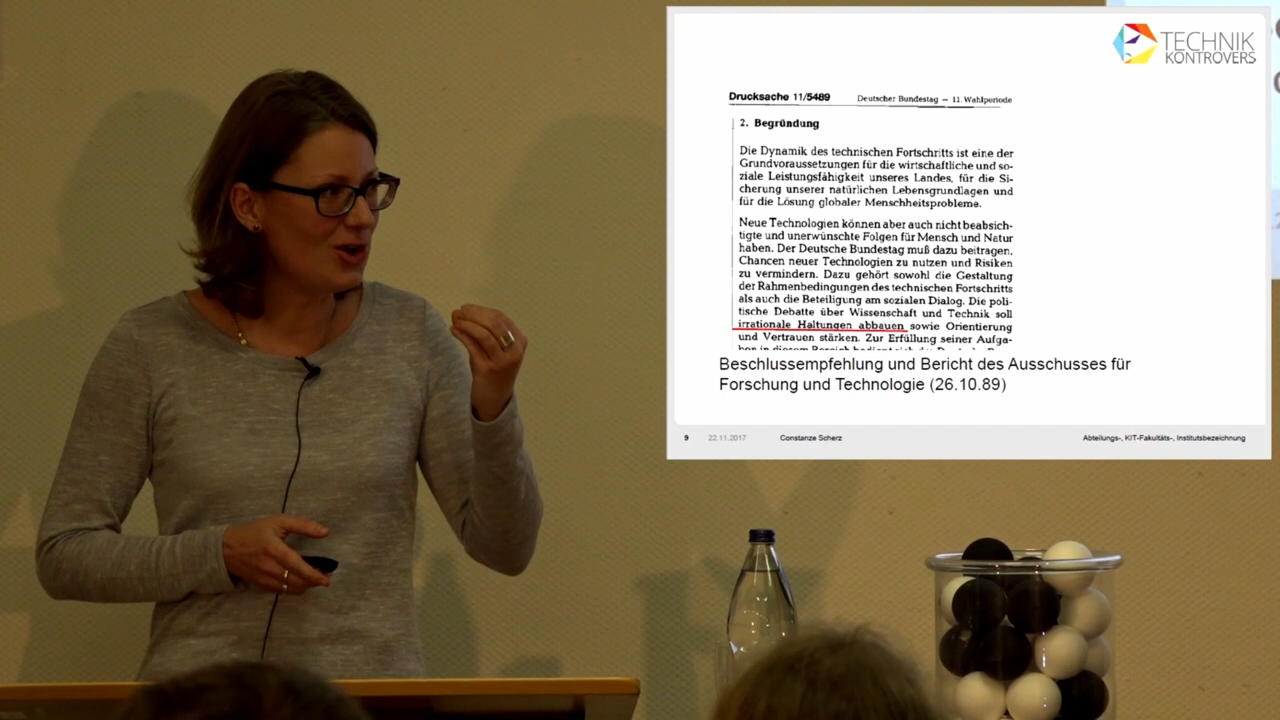 TECHNIK
KONTROVERS
Drucksache 11/5489 Deutscher Bundestag – 11. Wahlperiode
2. Begründung
Die Dynamik des technischen Fortschritts ist eine der
Grundvoraussetzungen für die wirtschaftliche und so-
ziale Leistungsfähigkeit unseres Landes, für die Si-
cherung unserer natürlichen Lebensgrundlagen und
für die Lösung globaler Menschheitsprobleme.
Neue Technologien können aber auch nicht beabsich-
tigte und unerwünschte Folgen für Mensch und Natur
haben. Der Deutsche Bundestag muß dazu beitragen,
Chancen neuer Technologien zu nutzen und Risiken
zu vermindern. Dazu gehört sowohl die Gestaltung
der Rahmenbedingungen des technischen Fortschritts
als auch die Beteiligung am sozialen Dialog. Die poli-
tische Debatte über Wissenschaft und Technik soll
irrationale Haltungen abbauen sowie Orientierung
und Vertrauen stärken. Zur Erfüllung seiner Aufga-
Beschlussempfehlung und Bericht des Ausschusses für
Forschung und Technologie (26.10.89)
9 22.11.2017 Constanze Scherz Abteilungs-, KIT-Fakultäts-, Institutsbezeichnung